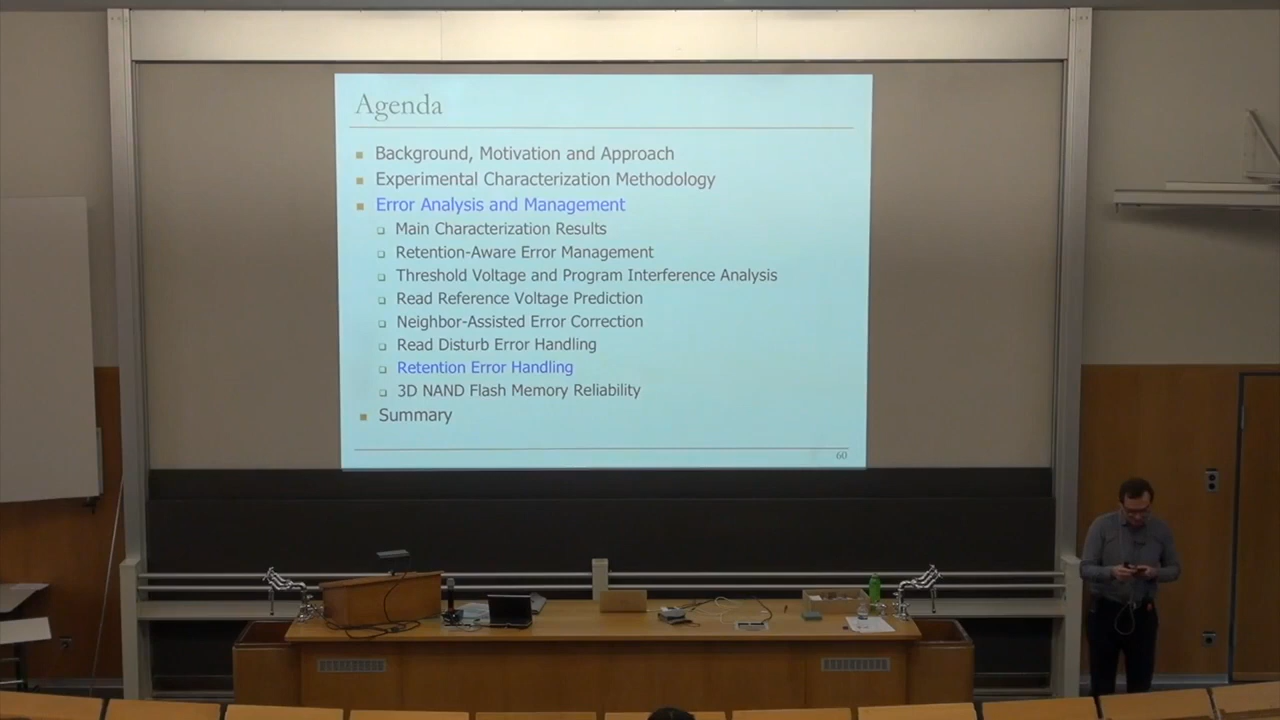 Agenda
Background, Motivation and Approach
Experimental Characterization Methodology
Error Analysis and Management
Main Characterization Results
Retention-Aware Error Management
Threshold Voltage and Program Interference Analysis
Read Reference Voltage Prediction
Neighbor-Assisted Error Correction
Read Disturb Error Handling
Retention Error Handling
3D NAND Flash Memory Reliability
Summary
60